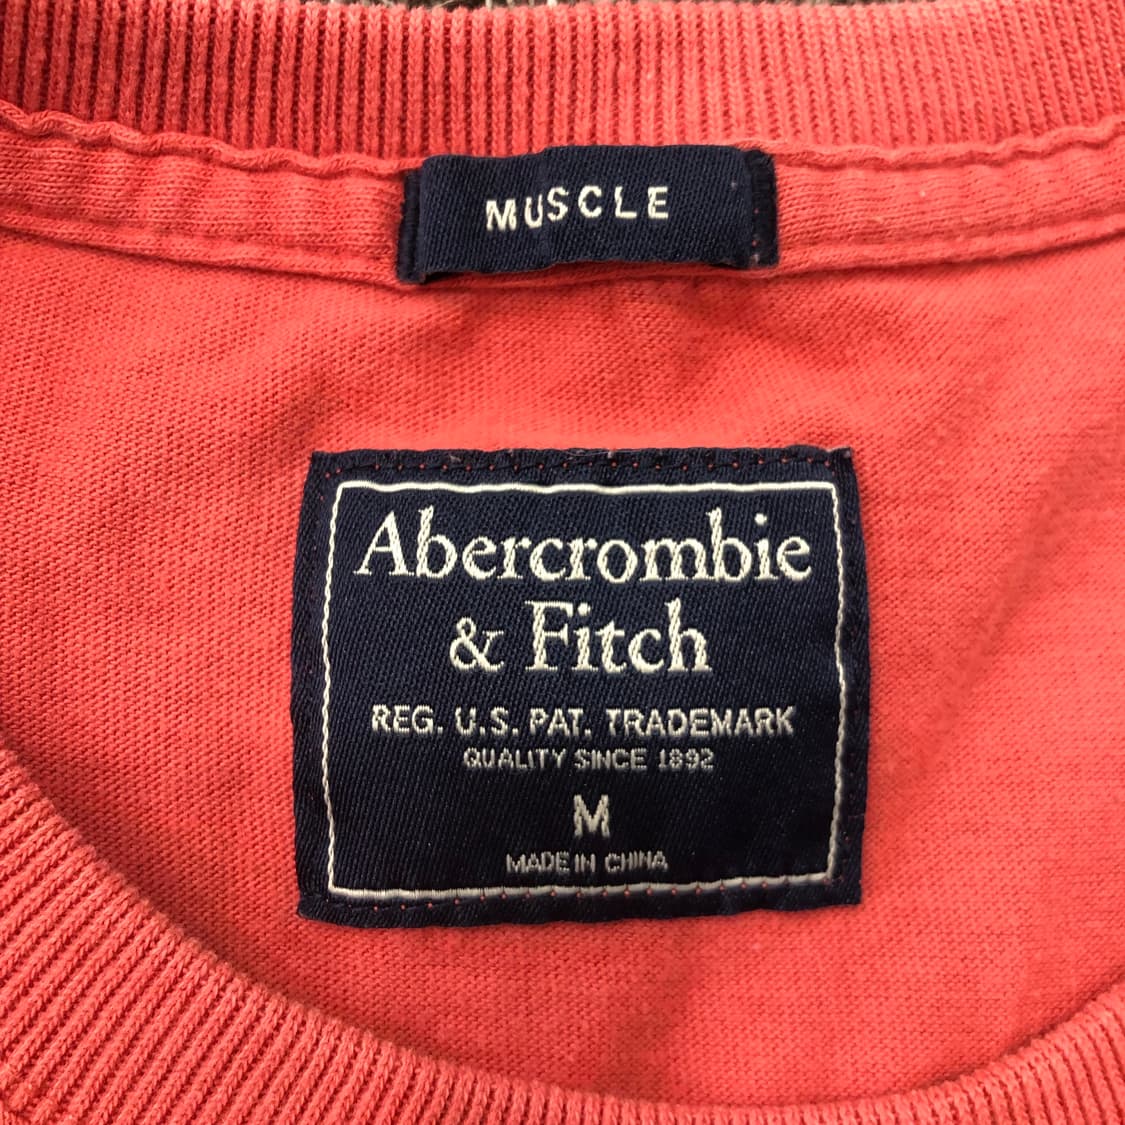 MUSCLE
Abercrombie
& Fitch
REG. U.S. PAT. TRADEMARK
QUALITY SINCE 1892
M
MADE IN CHINA